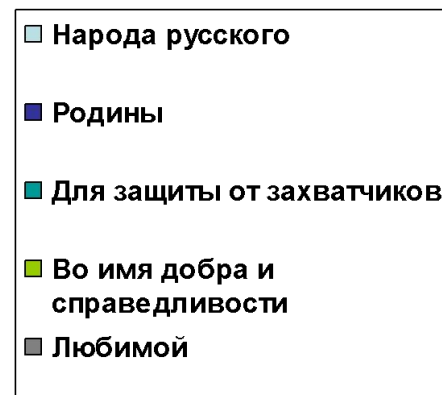 Народа русского
Родины
Для защиты от захватчиков
Во имя добра и
справедливости
Любимой